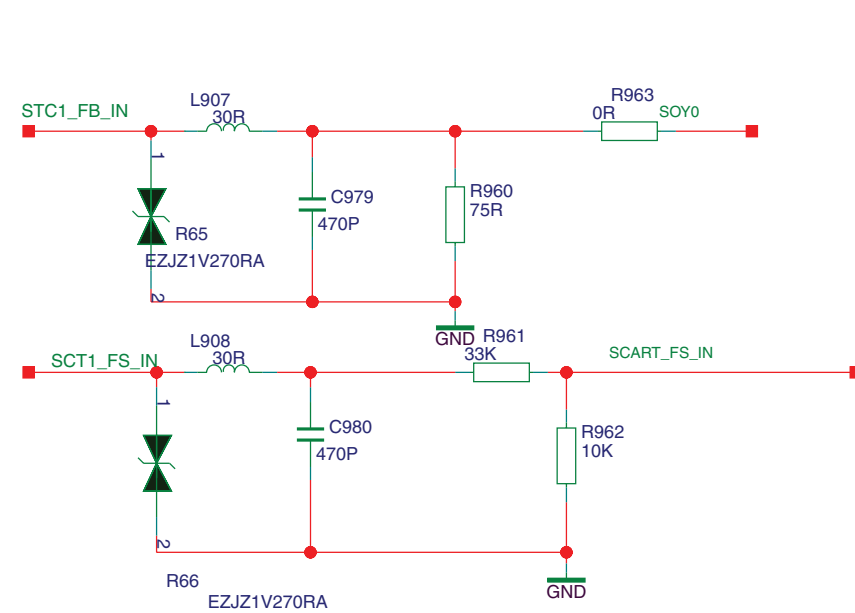 L907
30R
R963
0R
SOY0
STC1_FB_IN
1
C979
470P
R960
75R
R65
EZJZ1V270RA
2
GND
L908
30R
R961
33K
SCT1_FS_IN
SCART_FS_IN
1
C980
470P
R962
10K
2
R66
EZJZ1V270RA
GND